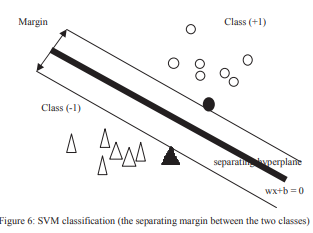 Margin
Class (+1)
Class (-1)
separating hyperplane
wx+b = 0
Figure 6: SVM classification (the separating margin between the two classes)